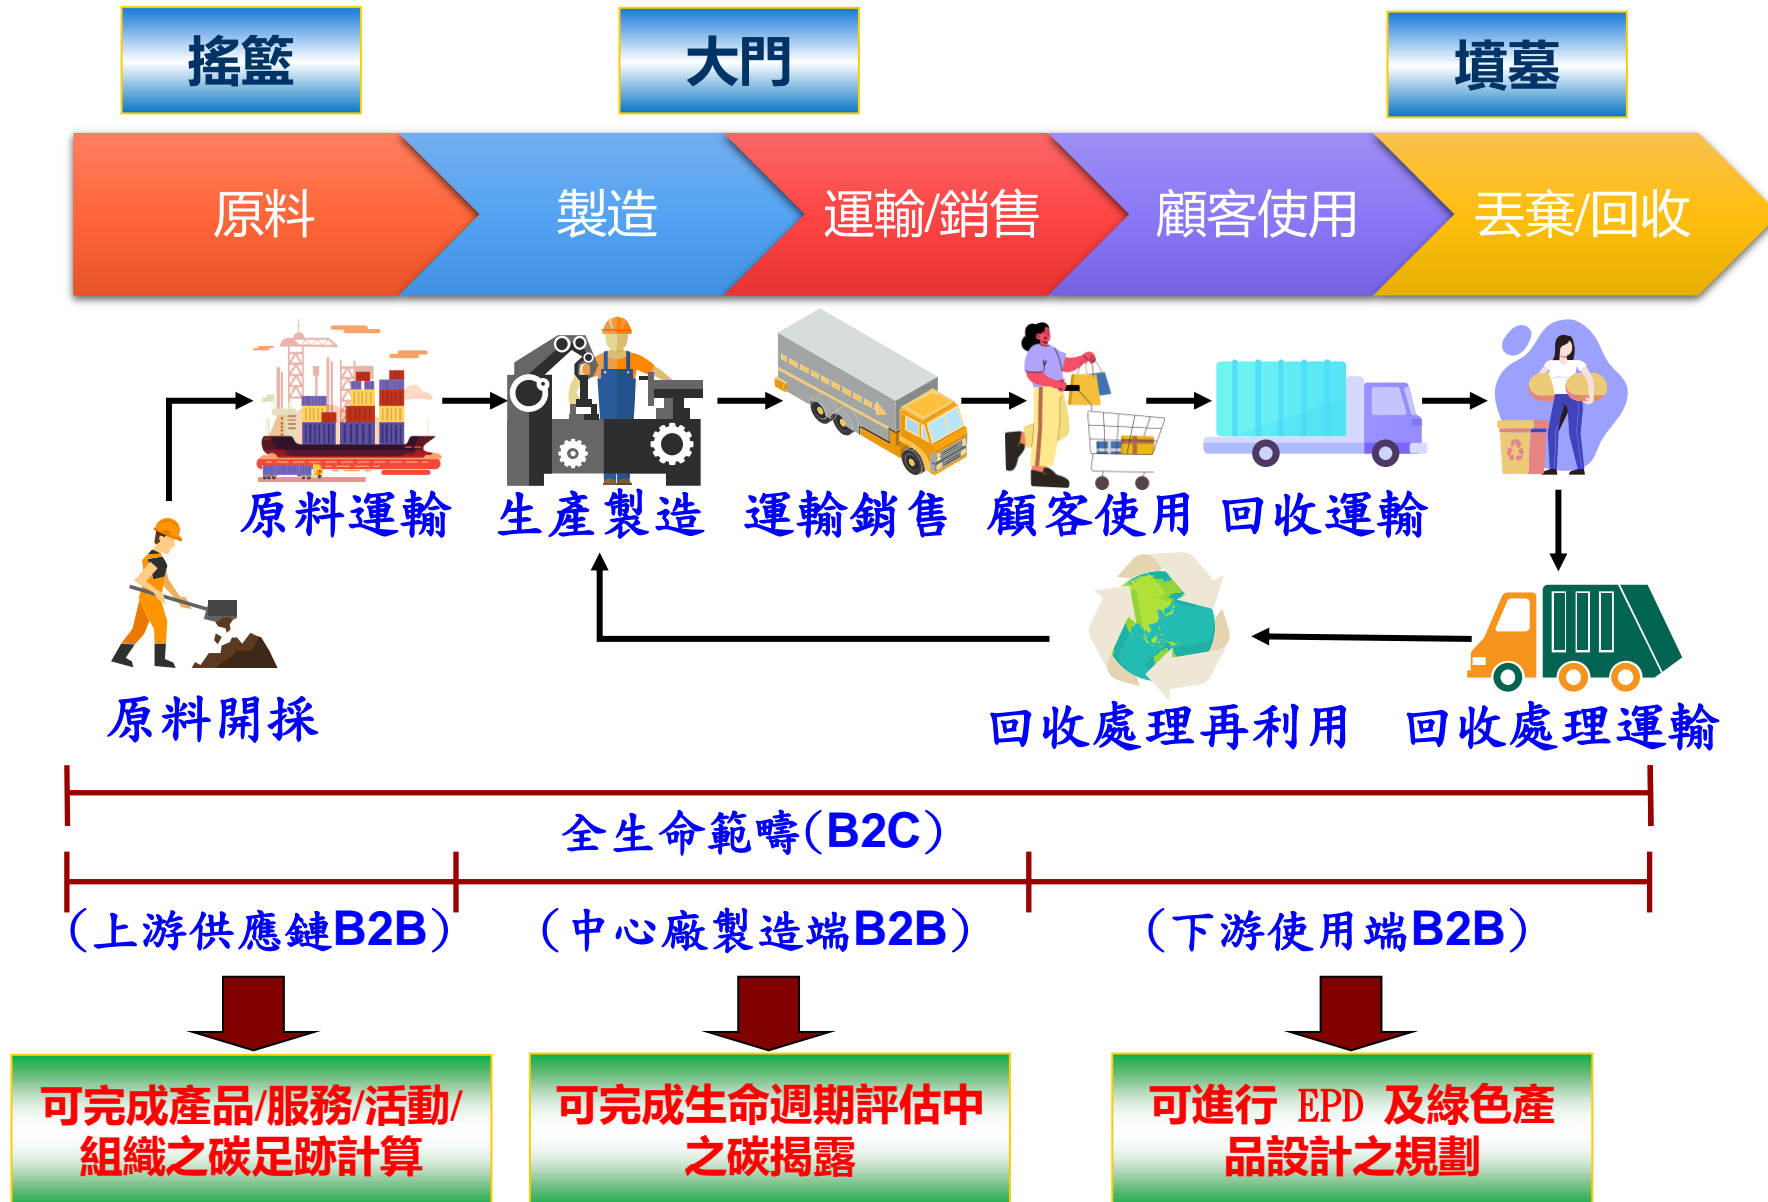 搖籃
大門
墳墓
原料
製造
運輸/銷售
顧客使用
丟棄/回收
原料運輸
生產製造
運輸銷售
顧客使用
回收運輸
原料開採
回收處理再利用
回收處理運輸
全生命範疇(B2C)
(上游供應鏈B2B)
(中心廠製造端B2B)
(下游使用端B2B)
可完成產品/服務/活動/
組織之碳足跡計算
可完成生命週期評估中
之碳揭露
可進行 EPD 及綠色產
品設計之規劃